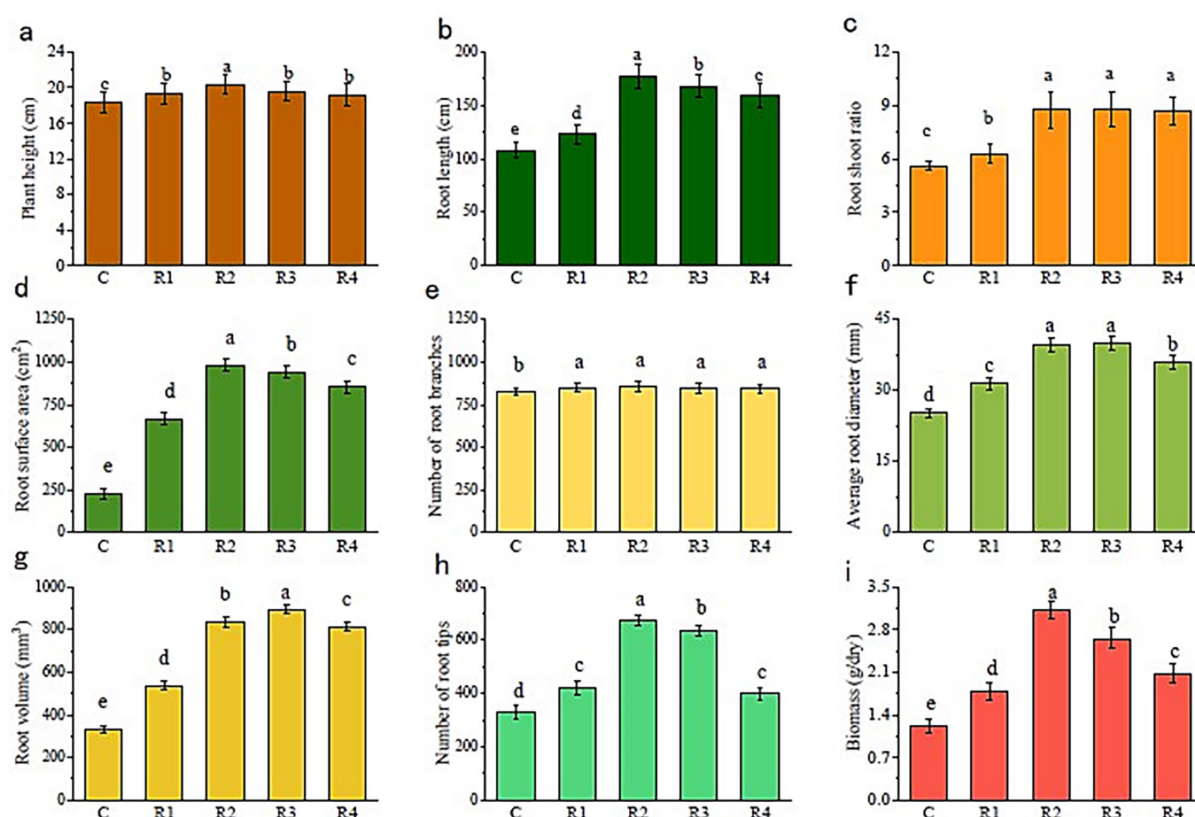 a
Plant height (cm)
24
20
16
12
8
4
0
c
b
a
b
b
C
R1
R2
R3
R4
b
Root length (cm)
200
150
100
50
0
e
d
a
b
c
C
R1
R2
R3
R4
c
Root shoot ratio
12
9
6
3
0
c
b
a
a
a
C
R1
R2
R3
R4
d
Root surface area (cm²)
1250
1000
750
500
250
0
e
d
a
b
c
C
R1
R2
R3
R4
e
Number of root branches
1250
1000
750
500
250
0
b
a
a
a
a
C
R1
R2
R3
R4
f
Average root diameter (mm)
45
30
15
0
d
c
a
a
b
C
R1
R2
R3
R4
g
Root volume (mm³)
1000
800
600
400
200
0
e
d
b
a
c
C
R1
R2
R3
R4
h
Number of root tips
800
600
400
200
0
d
c
a
b
c
C
R1
R2
R3
R4
i
Biomass (g/dry)
3.5
2.8
2.1
1.4
0.7
0.0
e
d
a
b
c
C
R1
R2
R3
R4